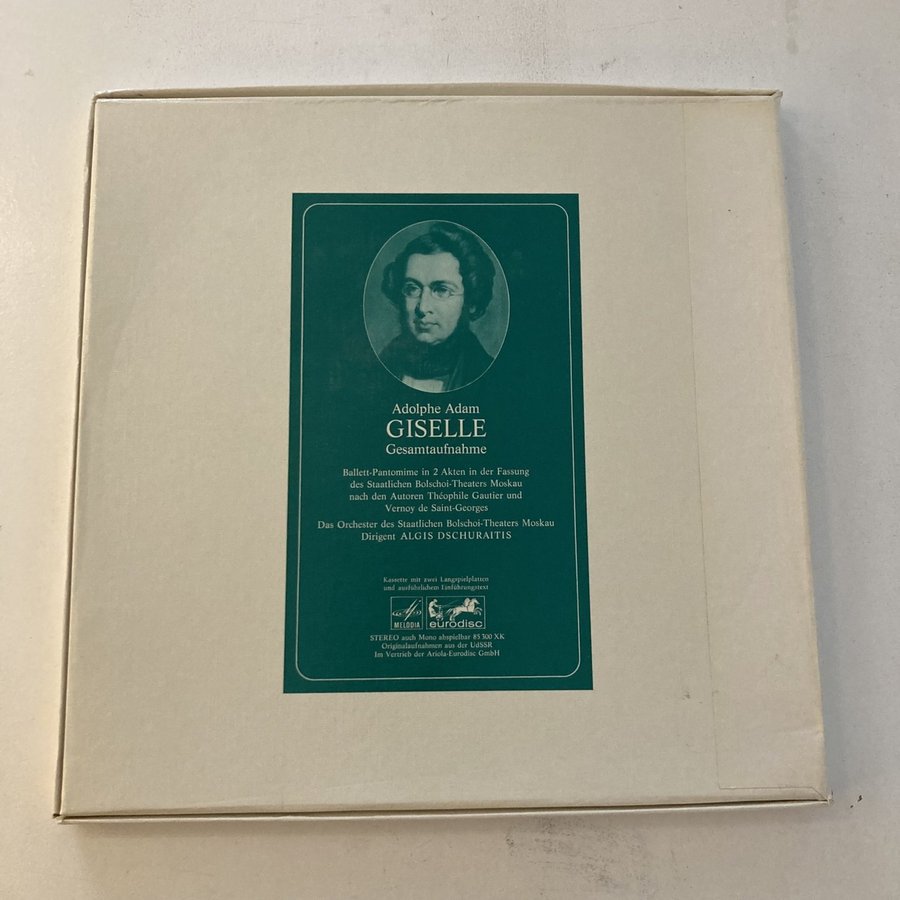 Adolphe Adam
GISELLE
Gesamtaufnahme
Ballett-Pantomime in 2 Akten in der Fassung
des Staatlichen Bolschoi-Theaters Moskau
nach den Autoren Théophile Gautier und
Vernoy de Saint-Georges
Das Orchester des Staatlichen Bolschoi-Theaters Moskau
Dirigent ALGIS DSCHURAITIS
Kassette mit zwei Langspielplatten
und ausführlichem Einführungstext
MELODIA eurodisc
STEREO auch Mono abspielbar 85 300 XK
Originalaufnahmen aus der UdSSR
Im Vertrieb der Ariola-Eurodisc GmbH